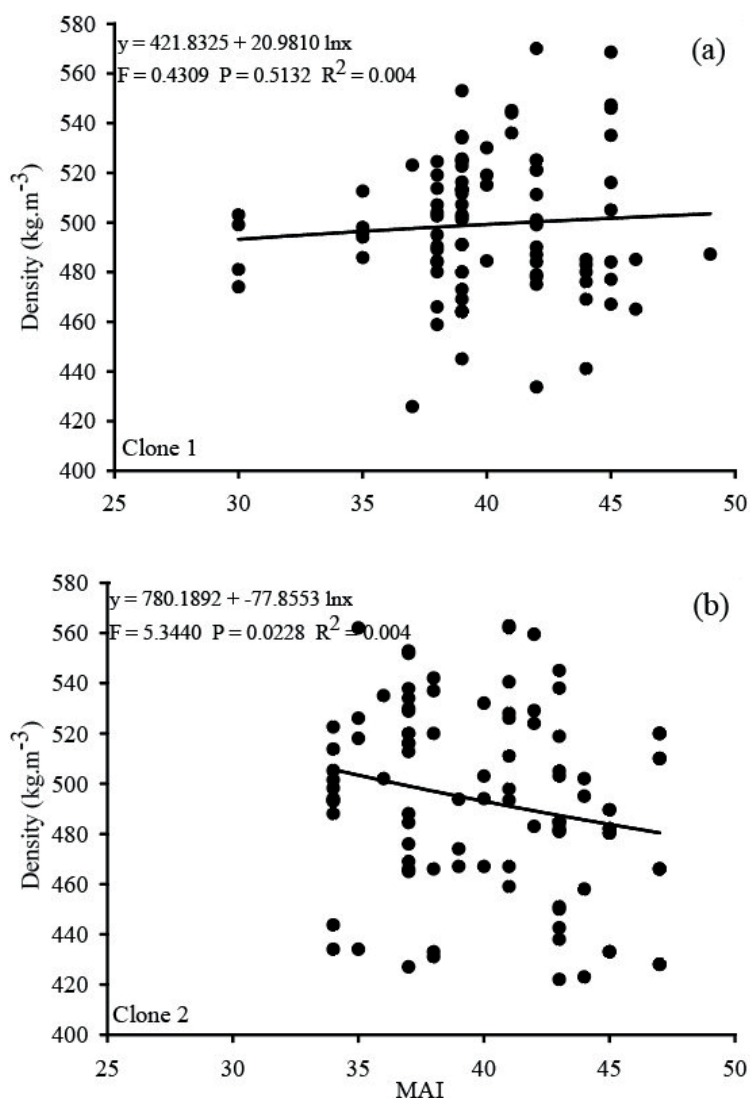 y = 421.8325 + 20.9810 lnx
(a)
F = 0.4309 P = 0.5132 R² = 0.004
Density (kg.m⁻³)
580
560
540
520
500
480
460
440
420
400
Clone 1
25 30 35 40 45 50
y = 780.1892 + -77.8553 lnx
(b)
F = 5.3440 P = 0.0228 R² = 0.004
Density (kg.m⁻³)
580
560
540
520
500
480
460
440
420
400
Clone 2
25 30 35 40 45 50
MAI